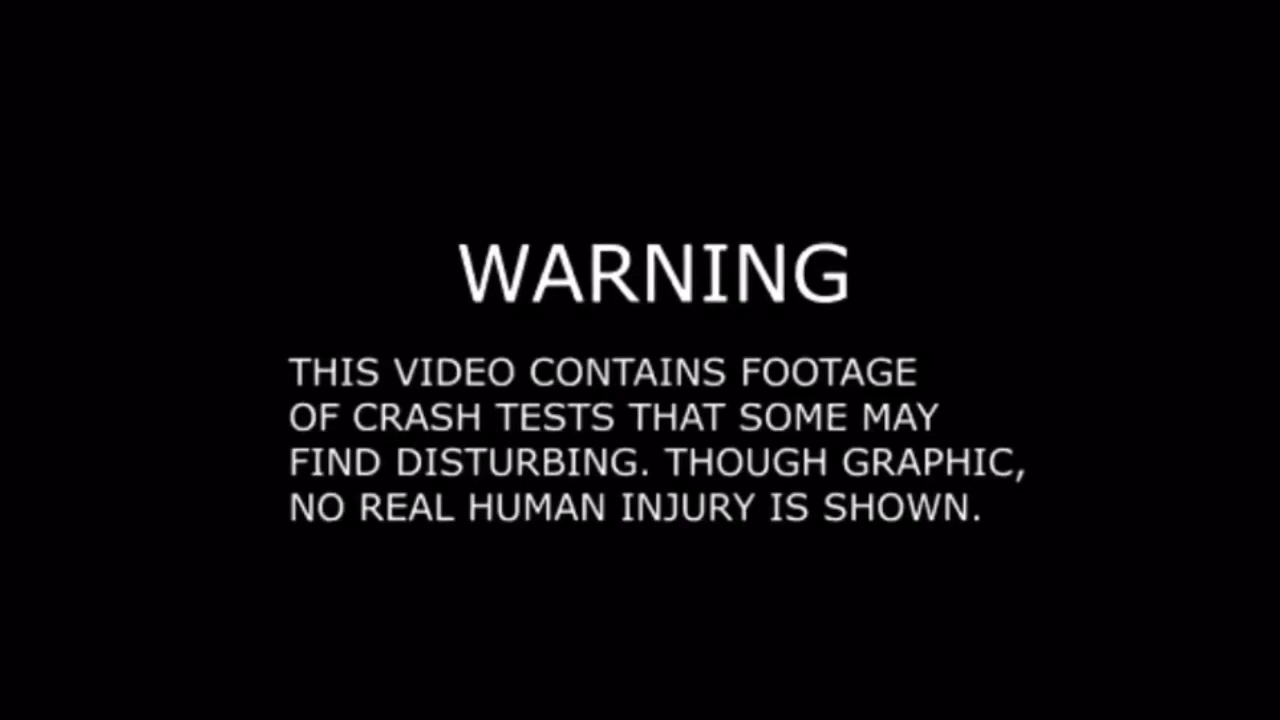 WARNING
THIS VIDEO CONTAINS FOOTAGE
OF CRASH TESTS THAT SOME MAY
FIND DISTURBING. THOUGH GRAPHIC,
NO REAL HUMAN INJURY IS SHOWN.